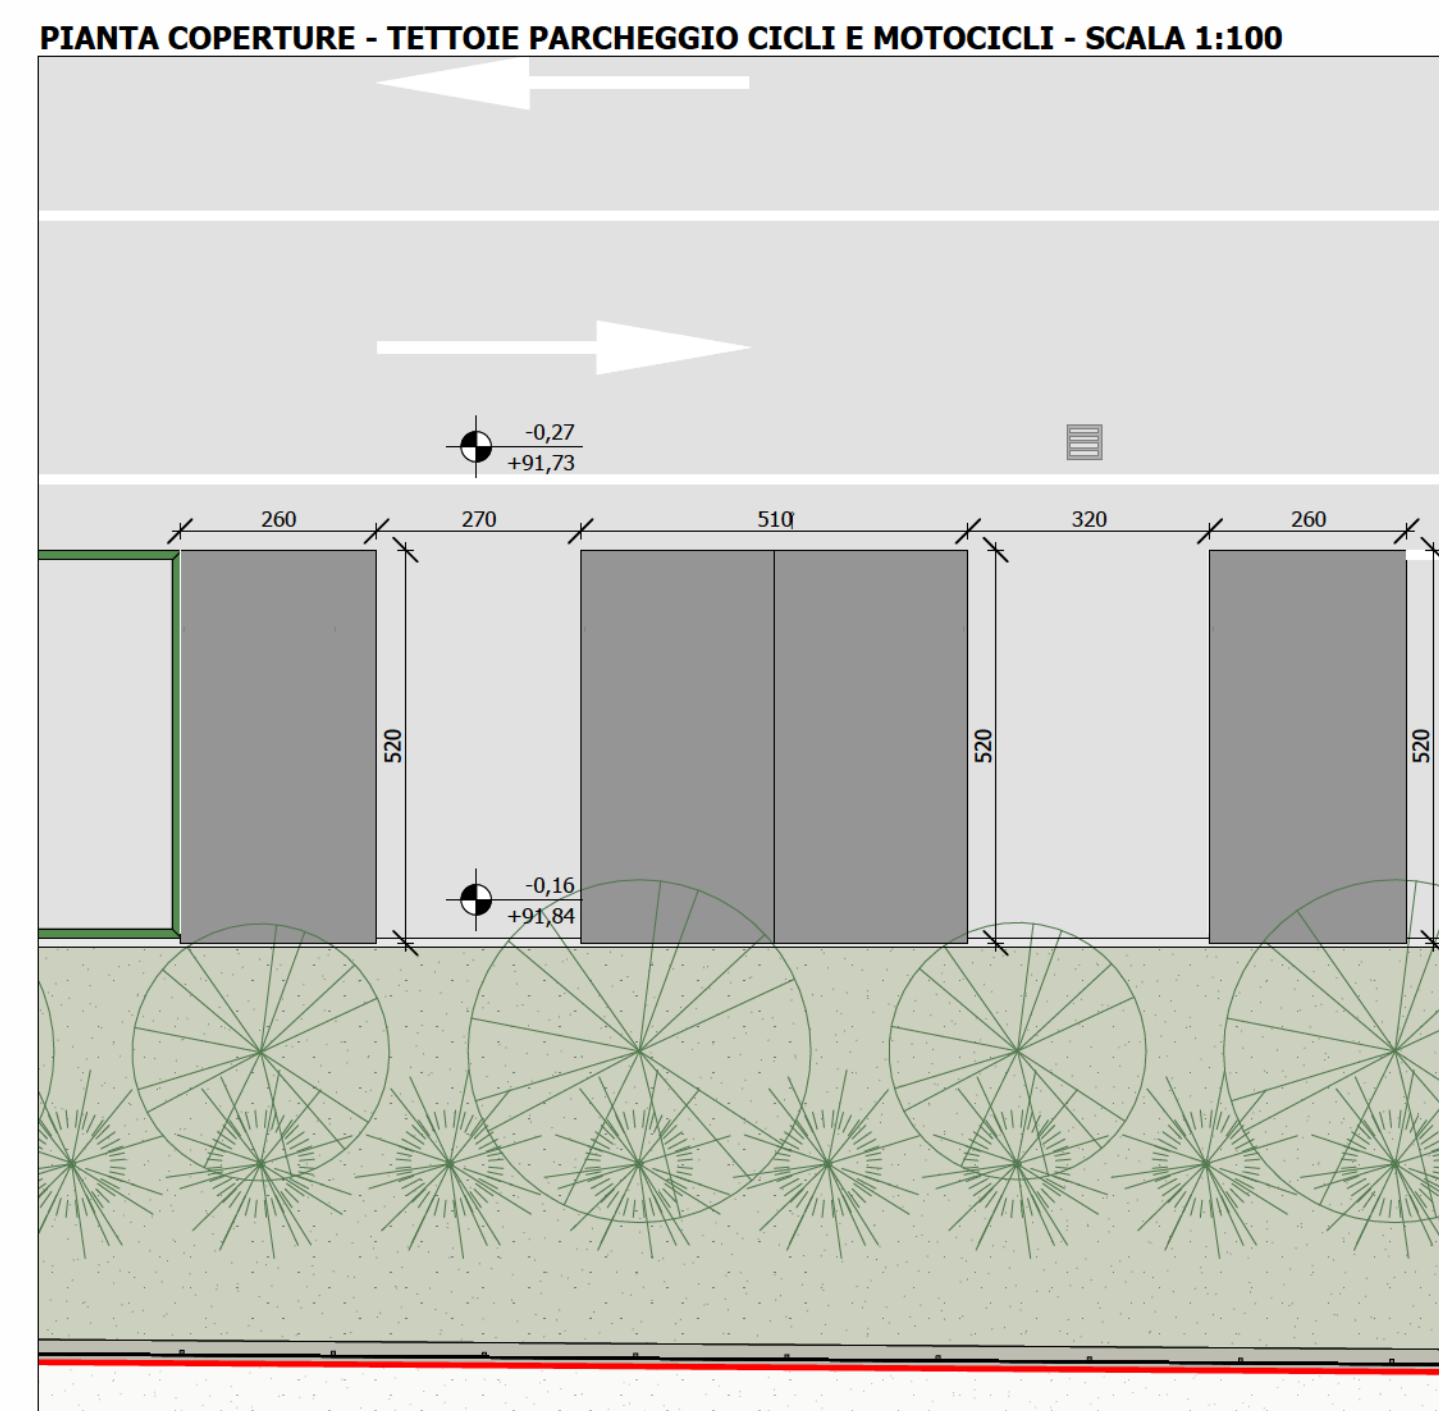 PIANTA COPERTURE - TETTOIE PARCHEGGIO CICLI E MOTOCICLI - SCALA 1:100
-0,27
+91,73
260 270 510 320 260
520 520 520
-0,16
+91,84